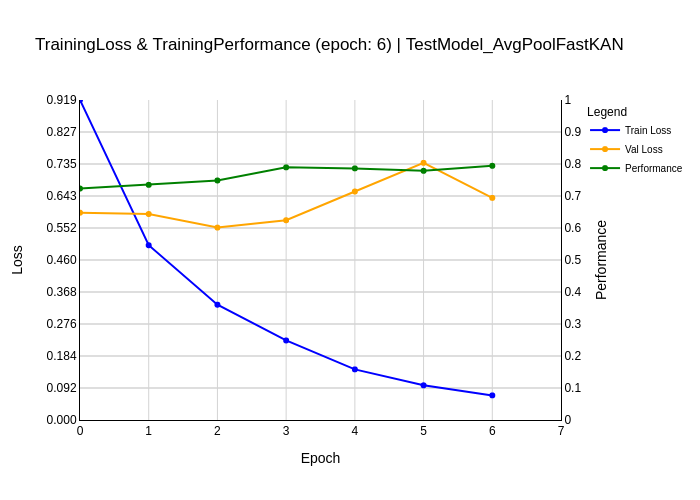 TrainingLoss & TrainingPerformance (epoch: 6) | TestModel_AvgPoolFastKAN
Legend
Train Loss
Val Loss
Performance
0.919
0.827
0.735
0.643
0.552
0.460
0.368
0.276
0.184
0.092
0.000
Loss
1
0.9
0.8
0.7
0.6
0.5
0.4
0.3
0.2
0.1
0
Performance
0 1 2 3 4 5 6 7
Epoch